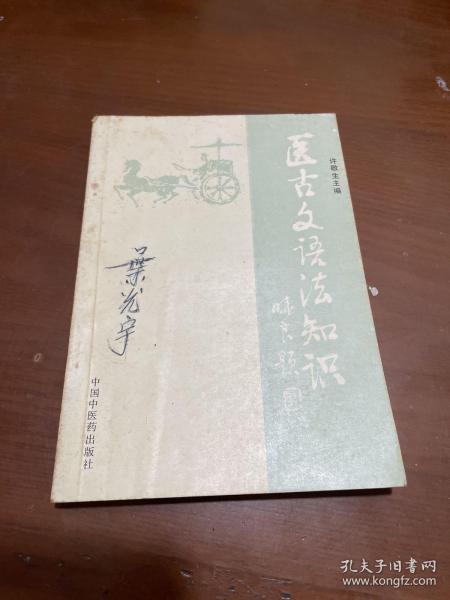 医古文语法知识
许敬生主编
题
中国中医药出版社
孔夫子旧书网
www.kongfz.com